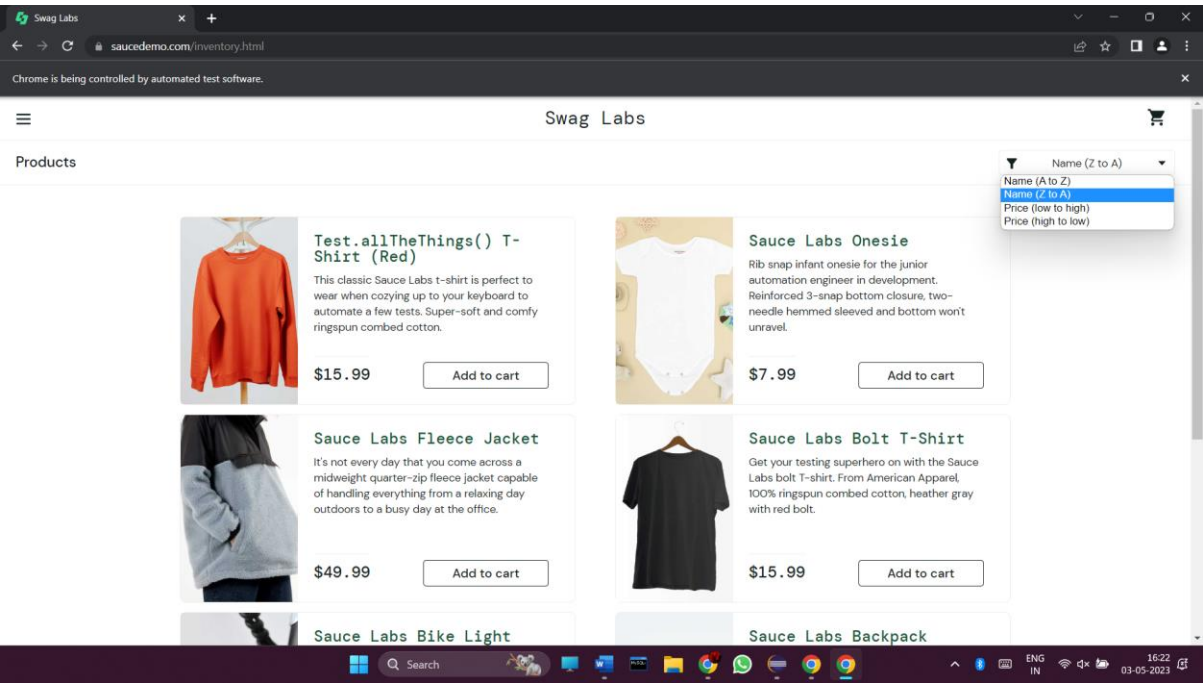 Swag Labs
saucedemo.com/inventory.html
Chrome is being controlled by automated test software.
Swag Labs
Products
Name (Z to A)
Name (A to Z)
Name (Z to A)
Price (low to high)
Price (high to low)
Test.allTheThings() T-
Shirt (Red)
This classic Sauce Labs t-shirt is perfect to
wear when cozying up to your keyboard to
automate a few tests. Super-soft and comfy
ringspun combed cotton.
$15.99
Add to cart
Sauce Labs Onesie
Rib snap infant onesie for the junior
automation engineer in development.
Reinforced 3-snap bottom closure, two-
needle hemmed sleeved and bottom won't
unravel.
$7.99
Add to cart
Sauce Labs Fleece Jacket
It's not every day that you come across a
midweight quarter-zip fleece jacket capable
of handling everything from a relaxing day
outdoors to a busy day at the office.
$49.99
Add to cart
Sauce Labs Bolt T-Shirt
Get your testing superhero on with the Sauce
Labs bolt T-shirt. From American Apparel,
100% ringspun combed cotton, heather gray
with red bolt.
$15.99
Add to cart
Sauce Labs Bike Light
Sauce Labs Backpack
Search
ENG
IN
16:22
03-05-2023